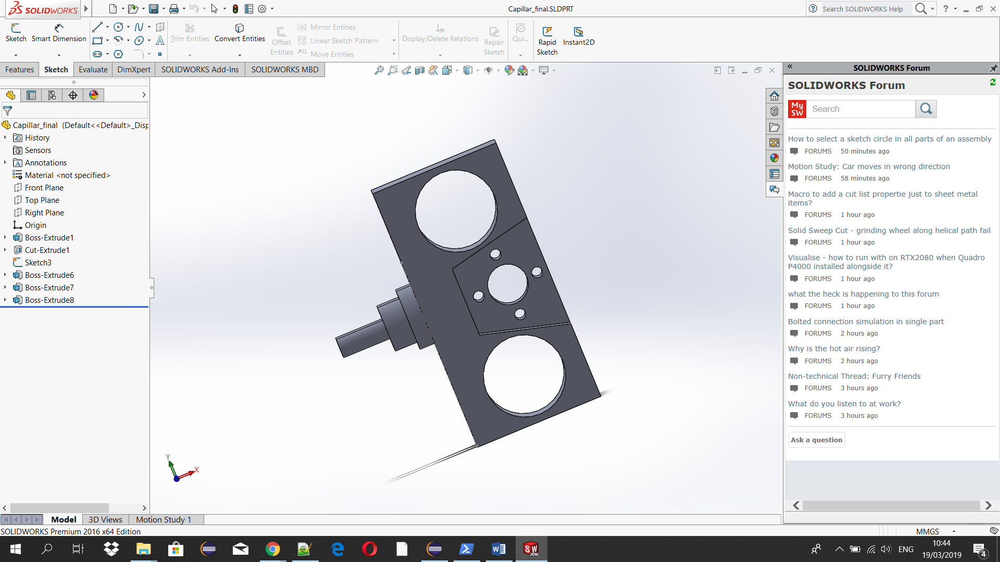 SOLIDWORKS
Capillar_final.SLDPRT
Search SOLIDWORKS Help
?
Sketch
Smart Dimension
Trim Entities
Convert Entities
Offset
Entities
Mirror Entities
Linear Sketch Pattern
Move Entities
Display/Delete Relations
Repair
Sketch
Qui...
Rapid
Sketch
Instant2D
Features
Sketch
Evaluate
DimXpert
SOLIDWORKS Add-Ins
SOLIDWORKS MBD
Capillar_final (Default<<Default>_Disp
History
Sensors
Annotations
Material <not specified>
Front Plane
Top Plane
Right Plane
Origin
Boss-Extrude1
Cut-Extrude1
Sketch3
Boss-Extrude6
Boss-Extrude7
Boss-Extrude8
Y
X
SOLIDWORKS Forum
SOLIDWORKS Forum
My
SW
Search
How to select a sketch circle in all parts of an assembly
FORUMS 50 minutes ago
Motion Study: Car moves in wrong direction
FORUMS 58 minutes ago
Macro to add a cut list propertie just to sheet metal
items?
FORUMS 1 hour ago
Solid Sweep Cut - grinding wheel along helical path fail
FORUMS 1 hour ago
Visualise - how to run with on RTX2080 when Quadro
P4000 installed alongside it?
FORUMS 1 hour ago
what the heck is happening to this forum
FORUMS 1 hour ago
Bolted connection simulation in single part
FORUMS 2 hours ago
Why is the hot air rising?
FORUMS 2 hours ago
Non-technical Thread: Furry Friends
FORUMS 3 hours ago
What do you listen to at work?
FORUMS 3 hours ago
Ask a question
Model
3D Views
Motion Study 1
SOLIDWORKS Premium 2016 x64 Edition
MMGS
SW
2016
ENG
10:44
19/03/2019
4